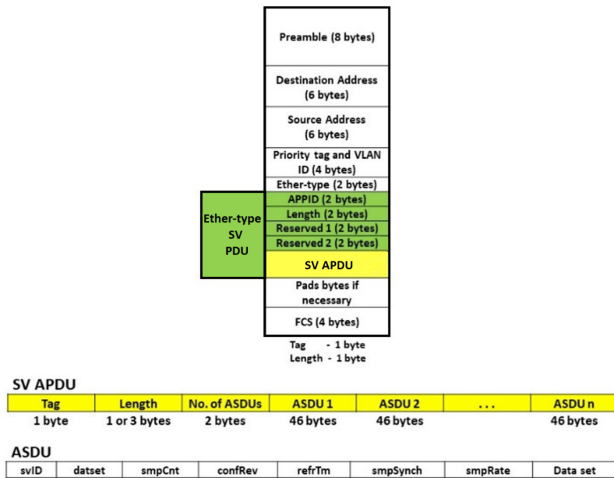 Preamble (8 bytes)
Destination Address
(6 bytes)
Source Address
(6 bytes)
Priority tag and VLAN
ID (4 bytes)
Ether-type (2 bytes)
Ether-type
SV
PDU
APPID (2 bytes)
Length (2 bytes)
Reserved 1 (2 bytes)
Reserved 2 (2 bytes)
SV APDU
Pads bytes if
necessary
FCS (4 bytes)
Tag - 1 byte
Length - 1 byte
SV APDU
Tag Length No. of ASDUs ASDU 1 ASDU 2 . . . ASDU n
1 byte 1 or 3 bytes 2 bytes 46 bytes 46 bytes 46 bytes
ASDU
svID datset smpCnt confRev refrTm smpSynch smpRate Data set